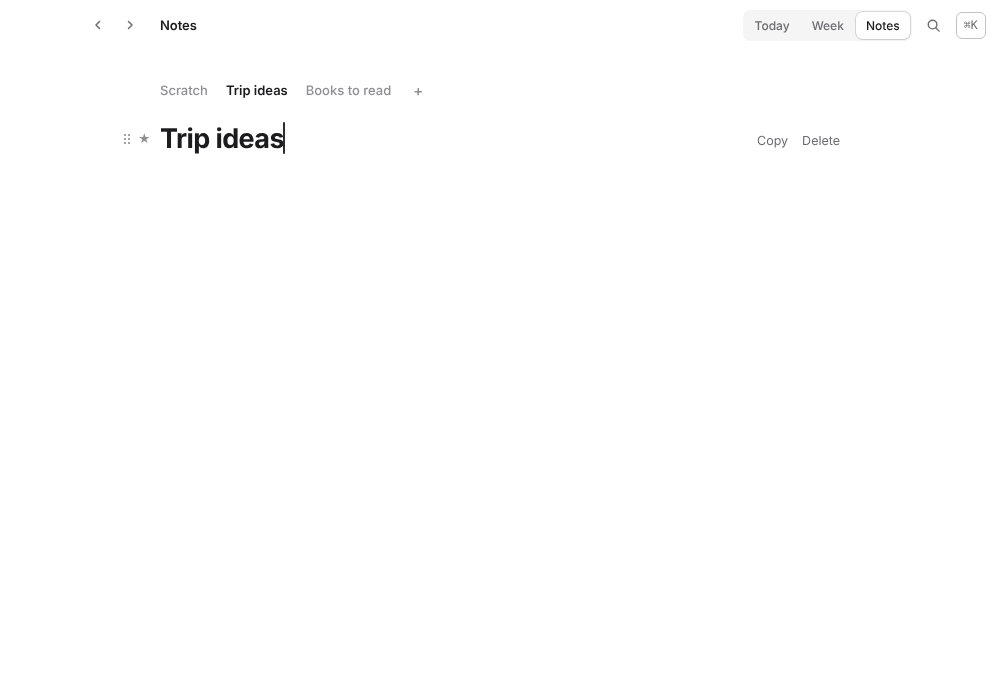 Notes
Today Week Notes ⌘K
Scratch Trip ideas Books to read +
Trip ideas
Copy Delete